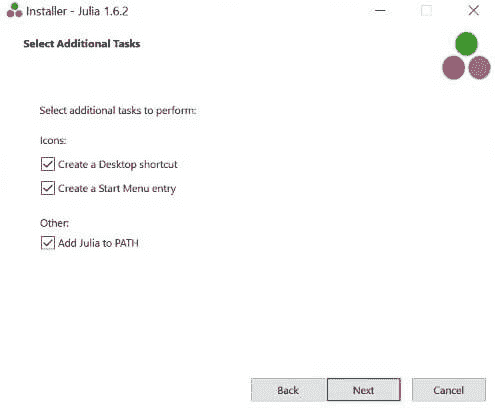 Installer - Julia 1.6.2
Select Additional Tasks
Select additional tasks to perform:
Icons:
Create a Desktop shortcut
Create a Start Menu entry
Other:
Add Julia to PATH
Back Next Cancel